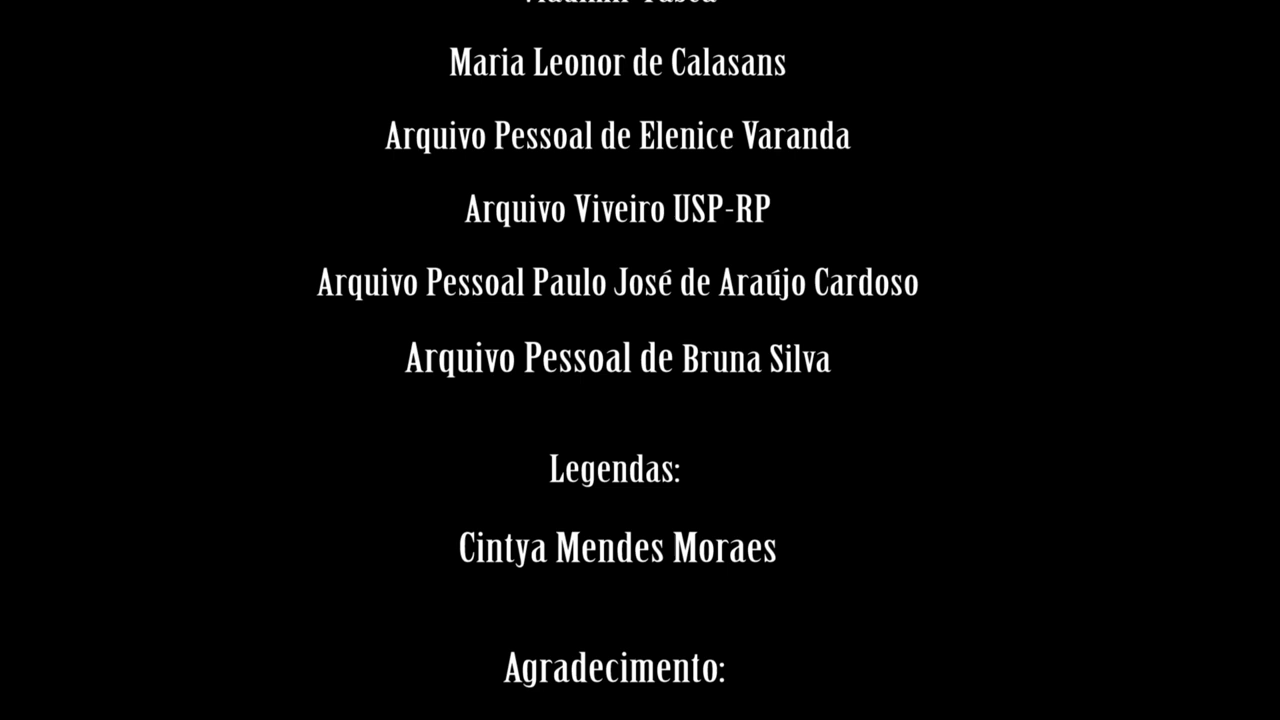 Maria Leonor de Calasans
Arquivo Pessoal de Elenice Varanda
Arquivo Viveiro USP-RP
Arquivo Pessoal Paulo José de Araújo Cardoso
Arquivo Pessoal de Bruna Silva
Legendas:
Cintya Mendes Moraes
Agradecimento: